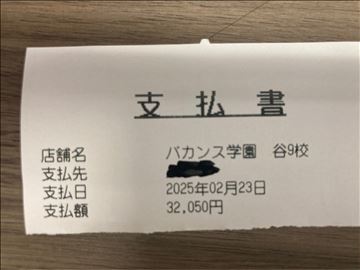 支払書
店舗名 バカンス学園 谷9校
支払先
支払日 2025年02月23日
支払額 32,050円